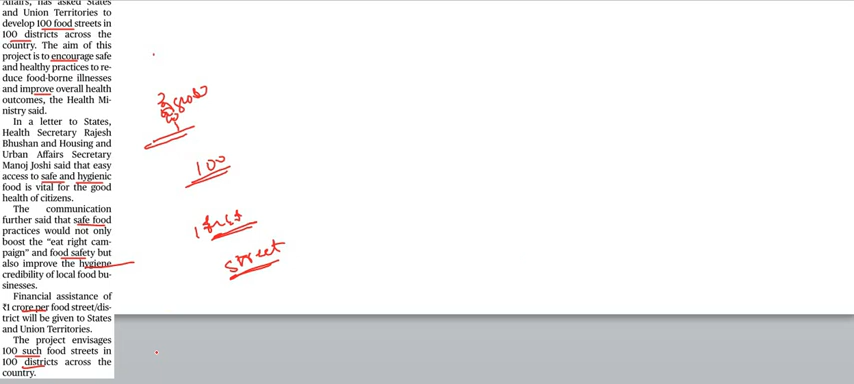 Affairs, has asked States
and Union Territories to
develop 100 food streets in
100 districts across the
country. The aim of this
project is to encourage safe
and healthy practices to re-
duce food-borne illnesses
and improve overall health
outcomes, the Health Mi-
nistry said.
In a letter to States,
Health Secretary Rajesh
Bhushan and Housing and
Urban Affairs Secretary
Manoj Joshi said that easy
access to safe and hygienic
food is vital for the good
health of citizens.
The communication
further said that safe food
practices would not only
boost the “eat right cam-
paign” and food safety but
also improve the hygiene
credibility of local food bu-
sinesses.
Financial assistance of
₹1 crore per food street/dis-
trict will be given to States
and Union Territories.
The project envisages
100 such food streets in
100 districts across the
country.
100
street